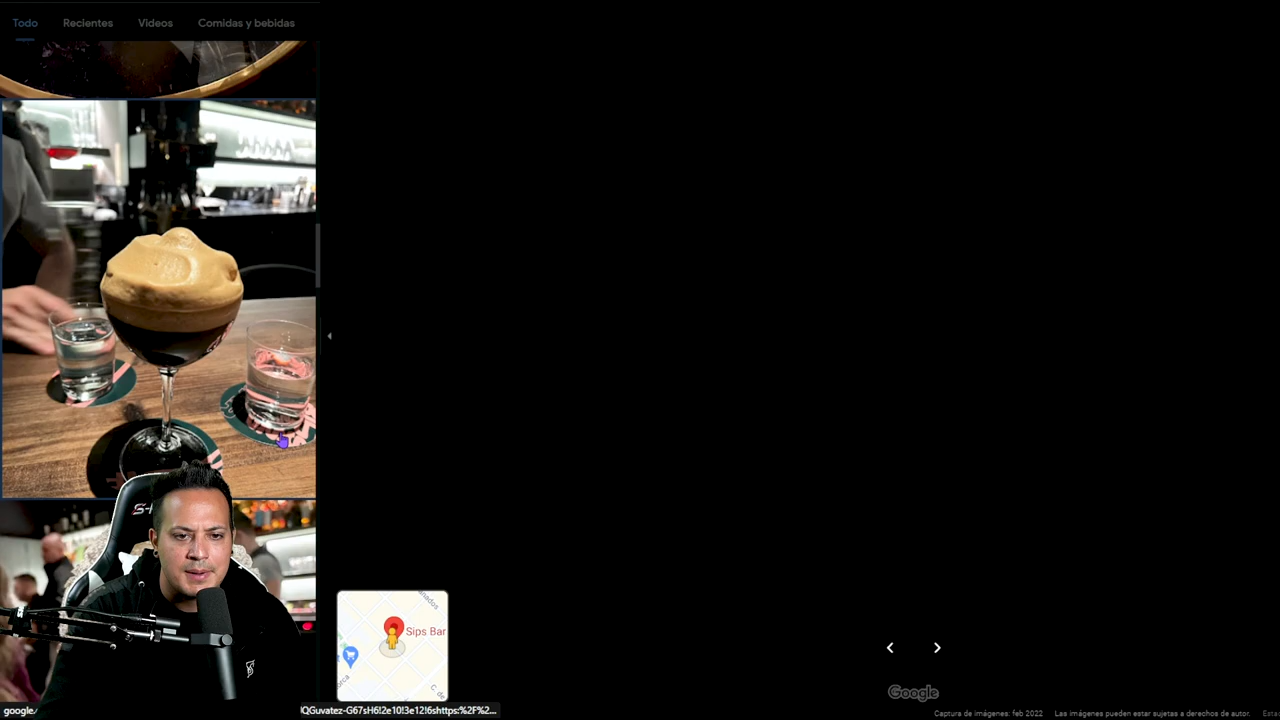 Todo Recientes Videos Comidas y bebidas
S-
Sips Bar
Google
google.
IQGuvatez-G67sH6!2e10!3e12!6shttps:%2F%2...
Captura de imágenes: feb 2022 Las imágenes pueden estar sujetas a derechos de autor.